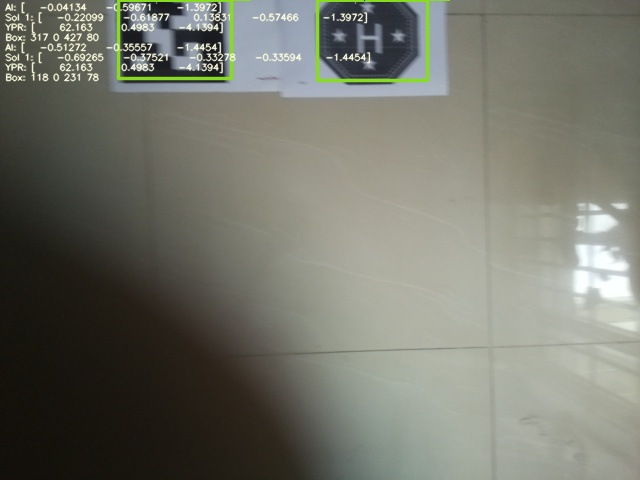 AI: [ -0.04134 -0.59671 -1.3972]
Sol 1: [ -0.22099 -0.61877 0.13831 -0.57466 -1.3972]
YPR: [ 62.163 0.4983 -4.1394]
Box: 317 0 427 80
AI: [ -0.51272 -0.35557 -1.4454]
Sol 1: [ -0.69265 -0.37521 -0.33278 -0.33594 -1.4454]
YPR: [ 62.163 0.4983 -4.1394]
Box: 118 0 231 78
H